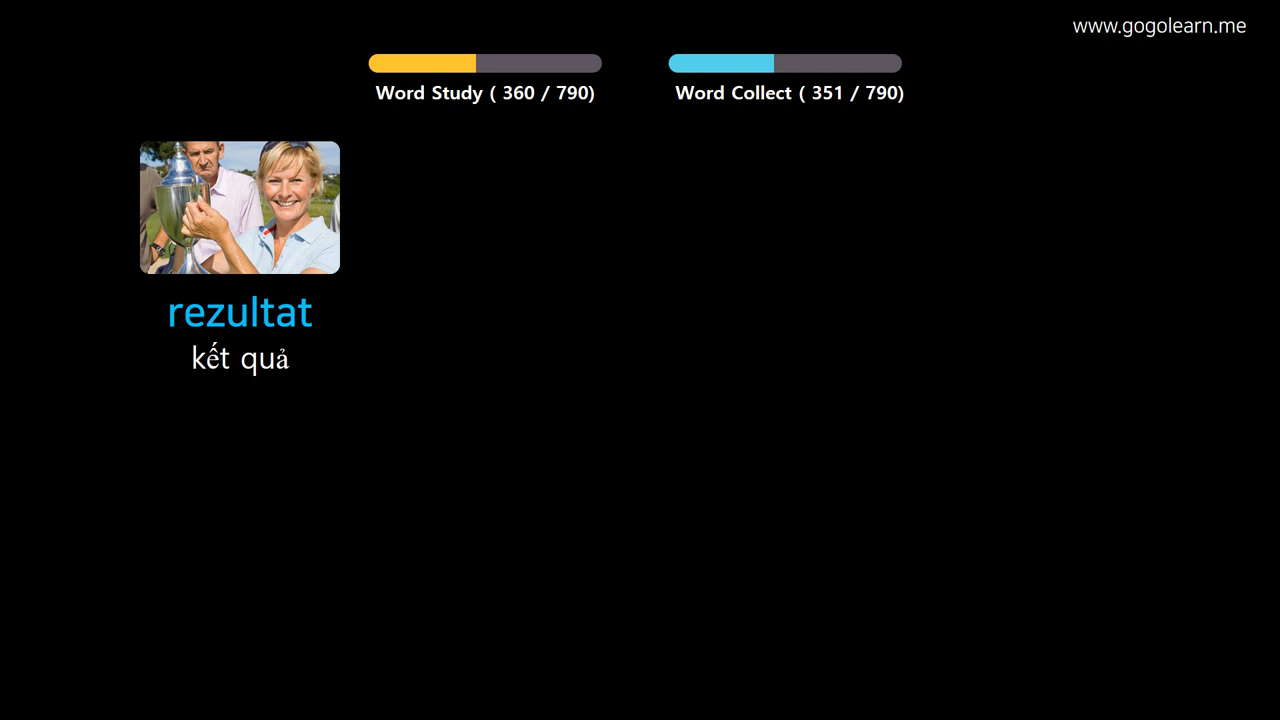 www.gogolearn.me
Word Study ( 360 / 790)
Word Collect ( 351 / 790)
rezultat
kết quả